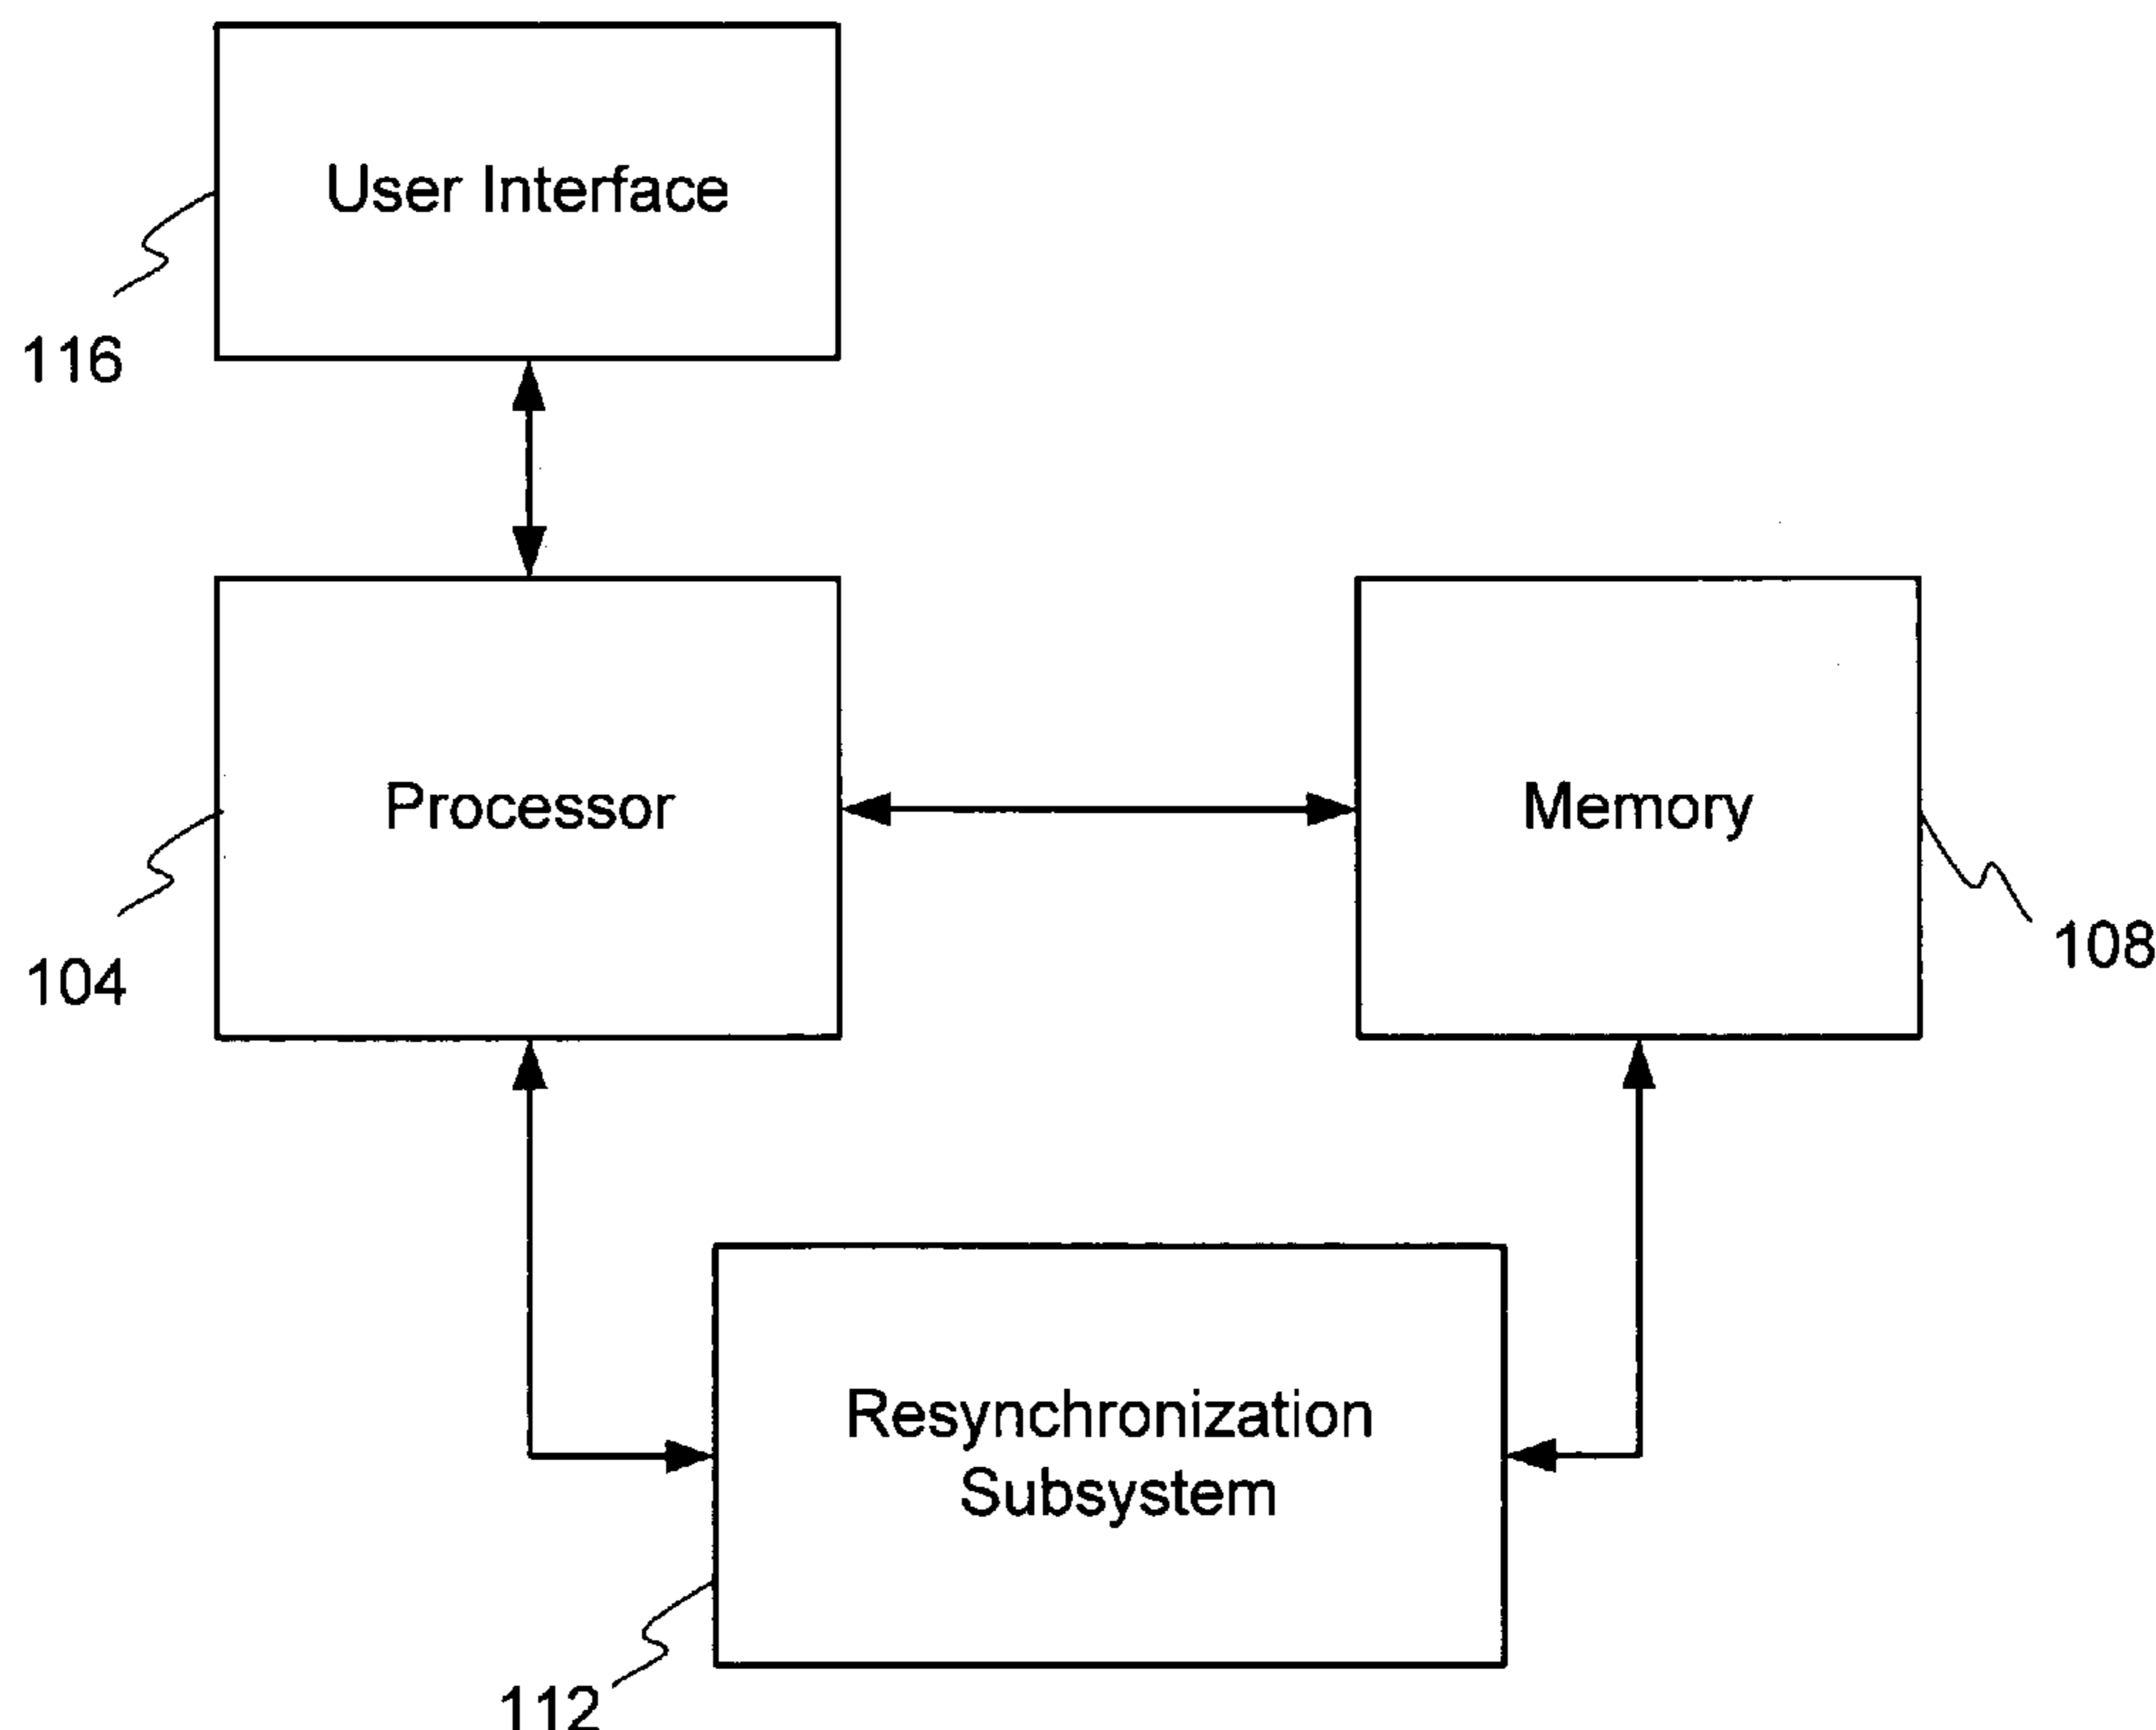 User Interface
116
Processor
Memory
104
108
Resynchronization
Subsystem
112